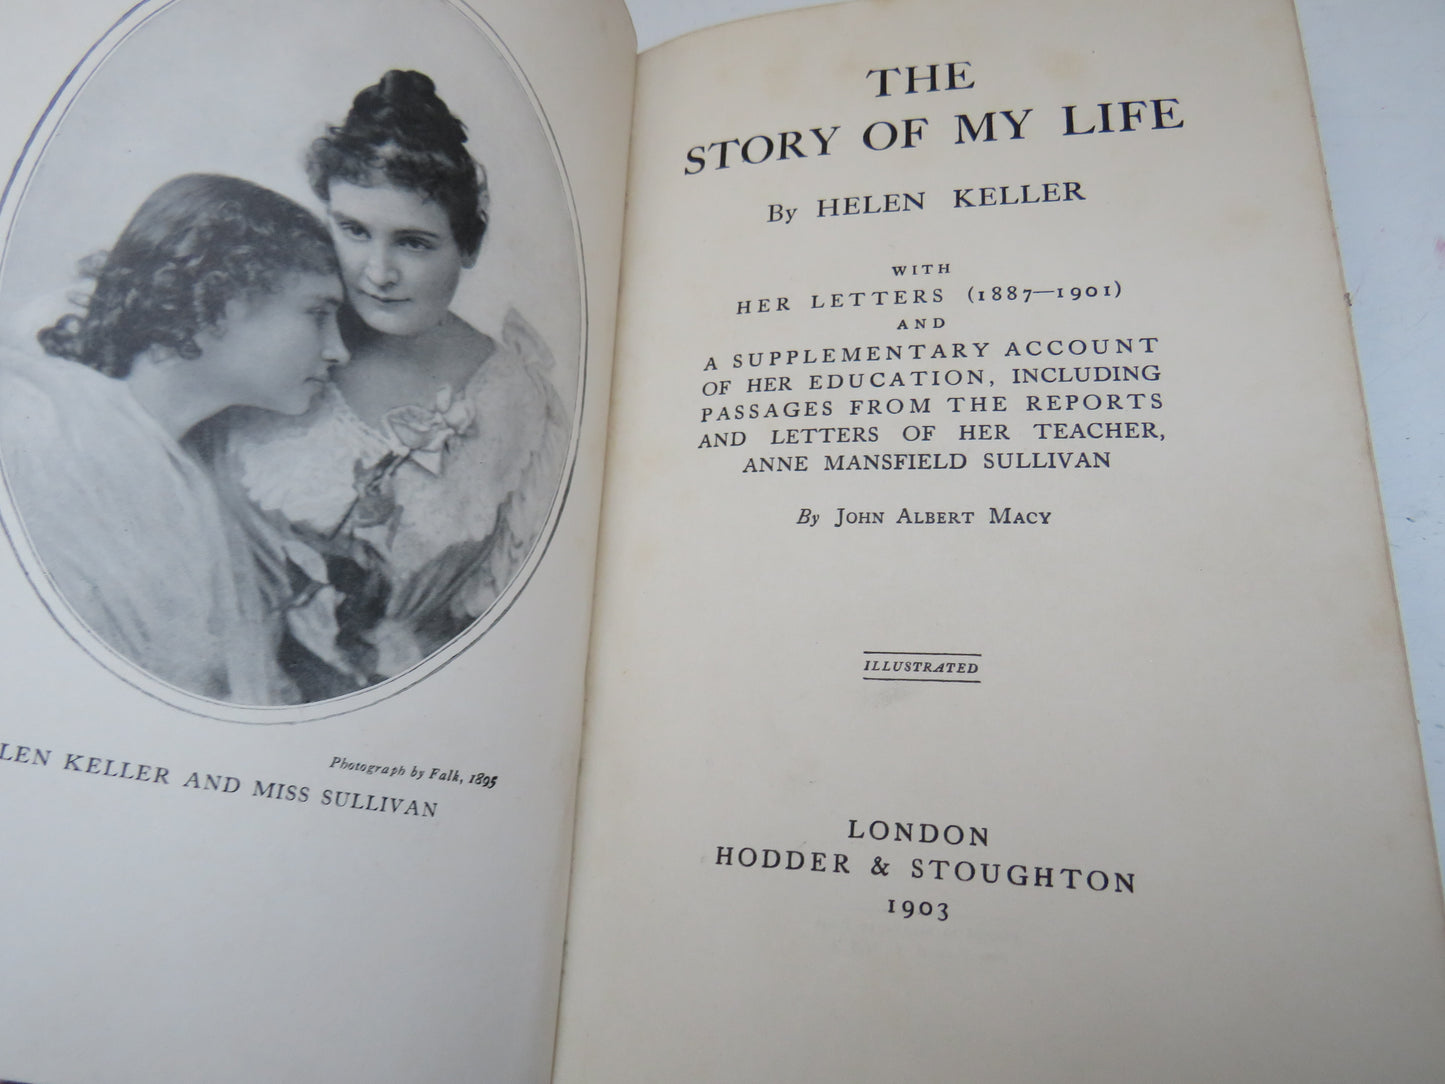 Photograph by Falk, 1895
LEN KELLER AND MISS SULLIVAN
THE
STORY OF MY LIFE
By HELEN KELLER
WITH
HER LETTERS (1887—1901)
AND
A SUPPLEMENTARY ACCOUNT
OF HER EDUCATION, INCLUDING
PASSAGES FROM THE REPORTS
AND LETTERS OF HER TEACHER,
ANNE MANSFIELD SULLIVAN
By JOHN ALBERT MACY
ILLUSTRATED
LONDON
HODDER & STOUGHTON
1903